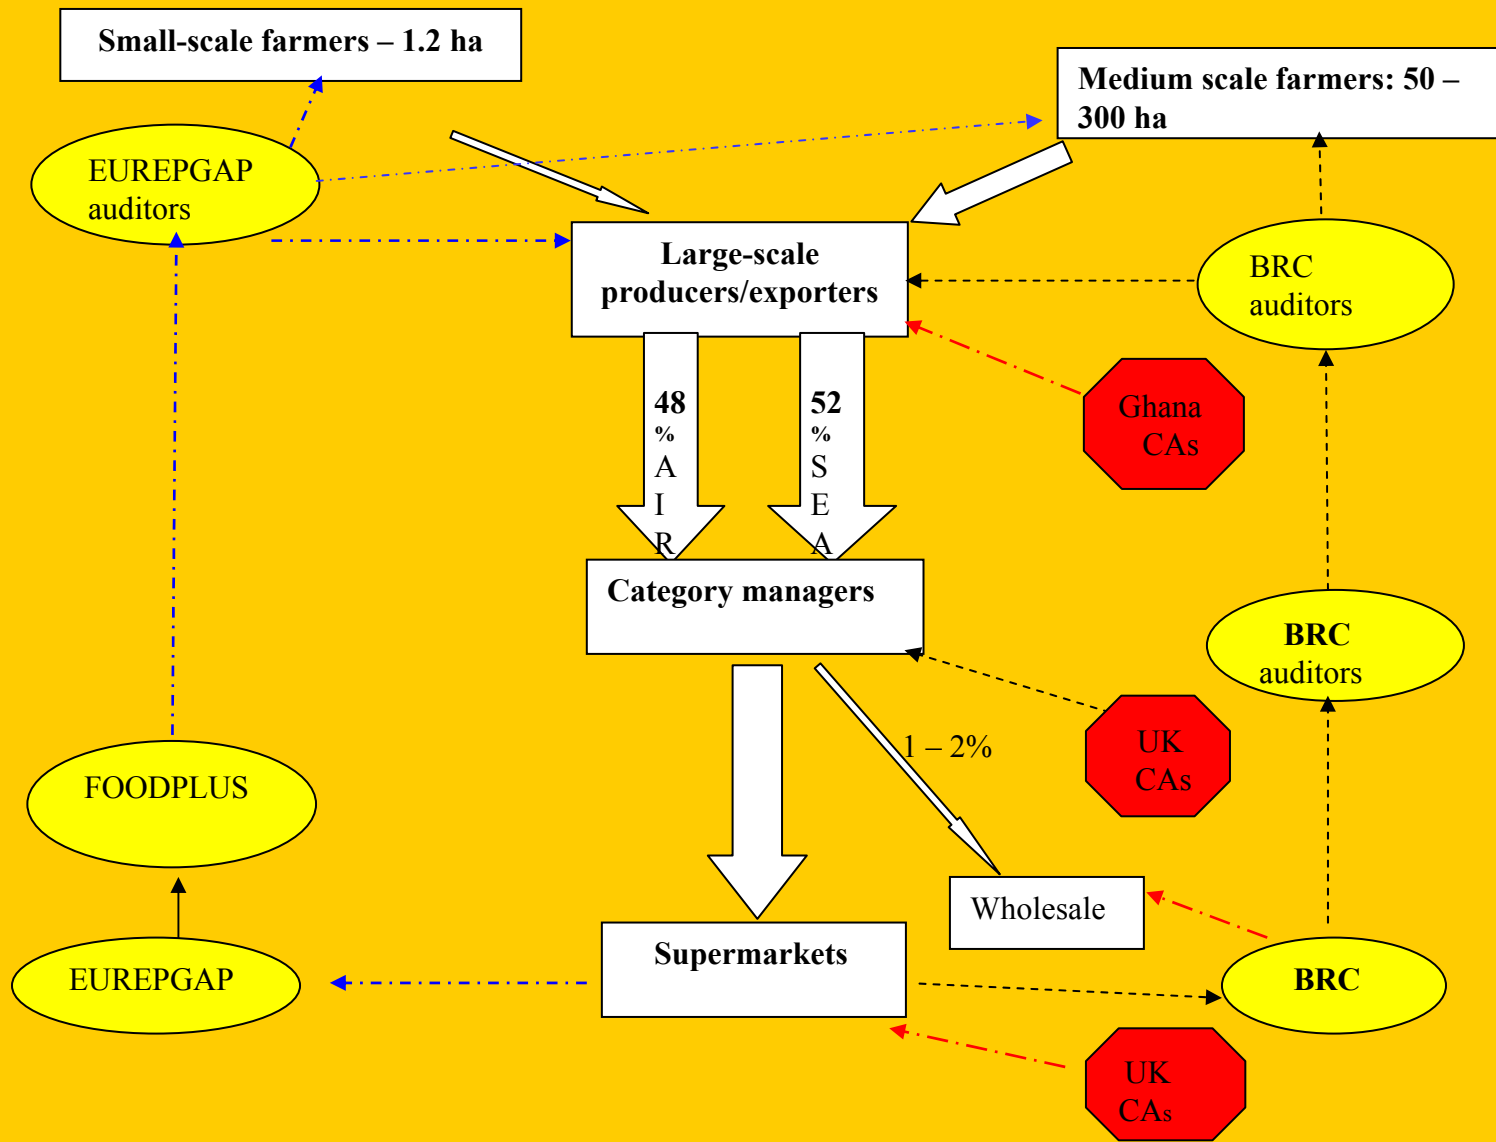 Small-scale farmers – 1.2 ha
Medium scale farmers: 50 –
300 ha
EUREPGAP
auditors
Large-scale
producers/exporters
BRC
auditors
48
%
A
I
R
52
%
S
E
A
Ghana
CAs
Category managers
BRC
auditors
UK
CAs
1 – 2%
FOODPLUS
Wholesale
Supermarkets
EUREPGAP
BRC
UK
CAs